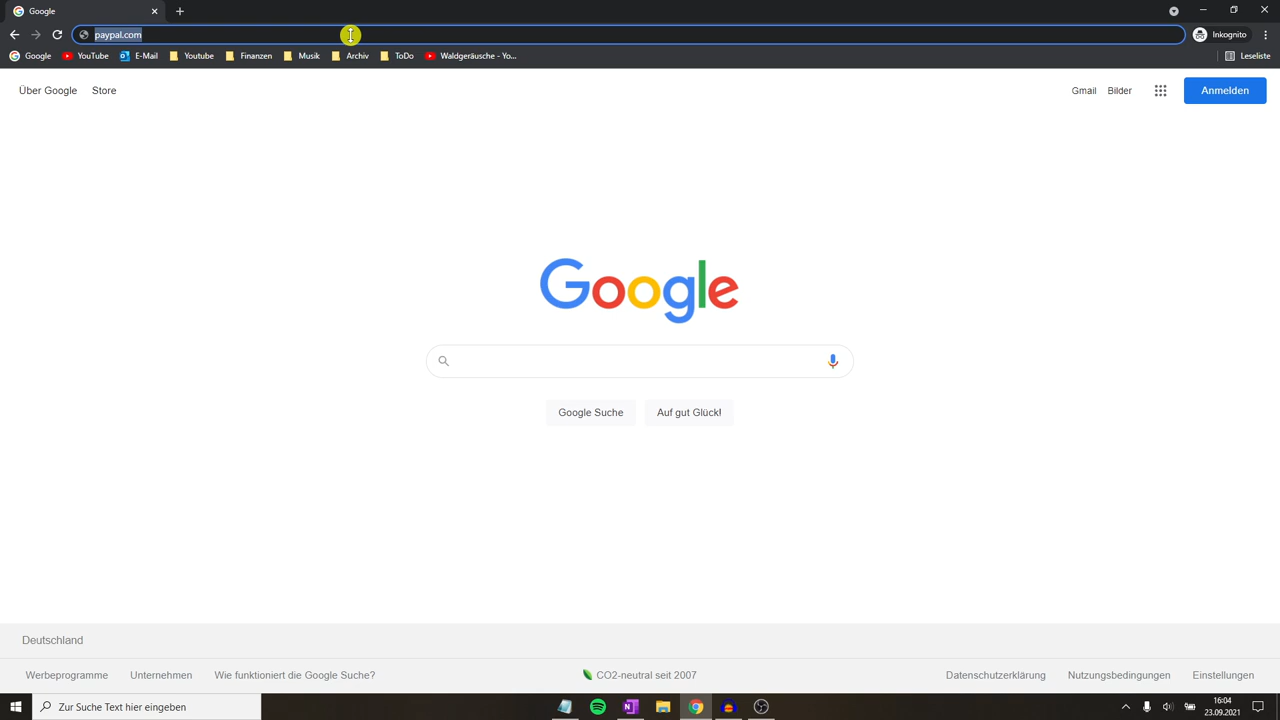 Google
paypal.com
Inkognito
Google YouTube E-Mail Youtube Finanzen Musik Archiv ToDo Waldgeräusche - Yo... Leseliste
Über Google Store Gmail Bilder Anmelden
Google
Google Suche Auf gut Glück!
Deutschland
Werbeprogramme Unternehmen Wie funktioniert die Google Suche? CO2-neutral seit 2007 Datenschutzerklärung Nutzungsbedingungen Einstellungen
Zur Suche Text hier eingeben
16:04
23.09.2021